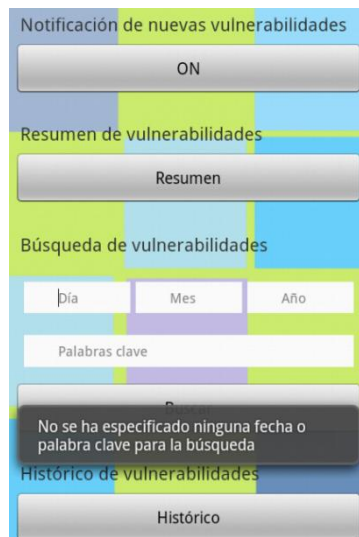 Notificación de nuevas vulnerabilidades
ON
Resumen de vulnerabilidades
Resumen
Búsqueda de vulnerabilidades
Día Mes Año
Palabras clave
Buscar
No se ha especificado ninguna fecha o
palabra clave para la búsqueda
Histórico de vulnerabilidades
Histórico